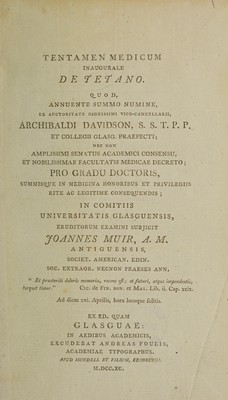 TENTAMEN MEDICUM
INAUGURALE
DE TETANO.
QUOD,
ANNUENTE SUMMO NUMINE,
EX AUCTORITATE DIGNISSIMI VICE-CANCELLARII,
ARCHIBALDI DAVIDSON, S. S. T. P. P.
ET COLLEGII GLASG. PRAEFECTI;
NEC NON
AMPLISSIMI SENATUS ACADEMICI CONSENSU,
ET NOBILISSIMAE FACULTATIS MEDICAE DECRETO;
PRO GRADU DOCTORIS,
SUMMISQUE IN MEDICINA HONORIBUS ET PRIVILEGIIS
RITE AC LEGITIME CONSEQUENDIS;
IN COMITIIS
UNIVERSITATIS GLASGUENSIS,
ERUDITORUM EXAMINI SUBJICIT
JOANNES MUIR, A. M.
ANTIGUENSIS,
SOCIET. AMERICAN. EDIN.
SOC. EXTRAOR. NECNON PRAESES ANN,
" Et praeteriti doloris memoria, recens est; et futuri, atque impendentis,
torquet timor." Cic. de Fin. bon. et Mal. Lib. ii. Cap. xxix.
Ad diem xvi. Aprilis, hora locoque solitis.
EX ED. QUAM
GLASGUAE:
IN AEDIBUS ACADEMICIS,
EXCUDEBAT ANDREAS FOULIS,
ACADEMIAE TYPOGRAPHUS.
APUD MUNDELL ET FILIUM, EDINBURGI.
M.DCC.XC.